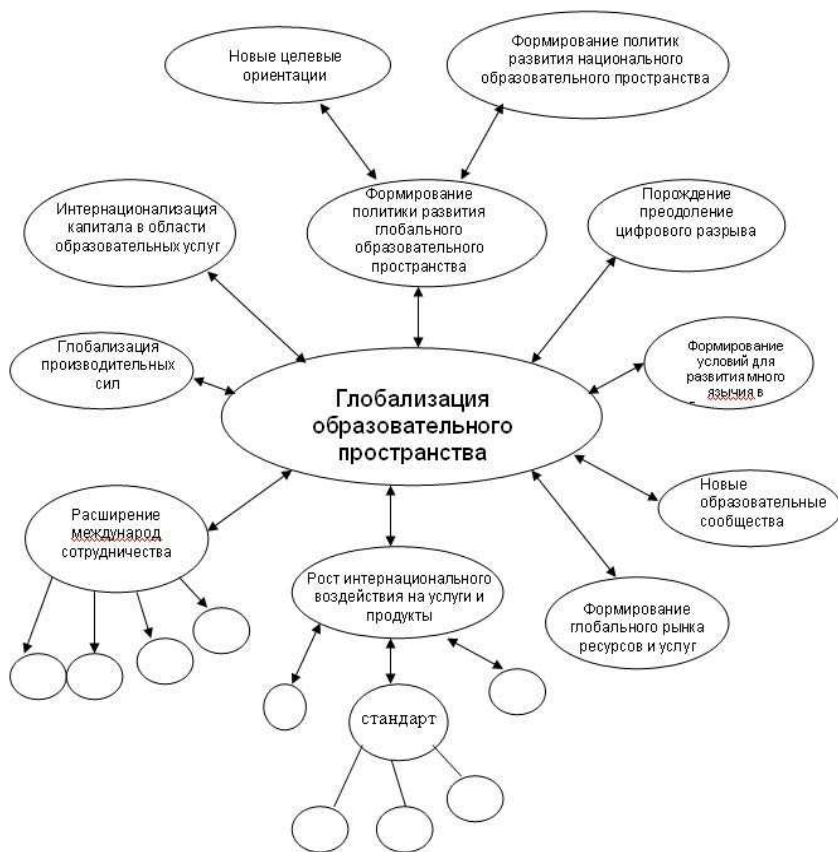 Новые целевые
ориентации
Формирование политик
развития национального
образовательного пространства
Интернационализация
капитала в области
образовательных услуг
Формирование
политики развития
глобального
образовательного
пространства
Порождение
преодоление
цифрового разрыва
Глобализация
производительных
сил
Формирование
условий для
развития много
язычия в
Глобализация
образовательного
пространства
Расширение
международ
сотрудничества
Новые
образовательные
сообщества
Рост интернационального
воздействия на услуги и
продукты
Формирование
глобального рынка
ресурсов и услуг
стандарт